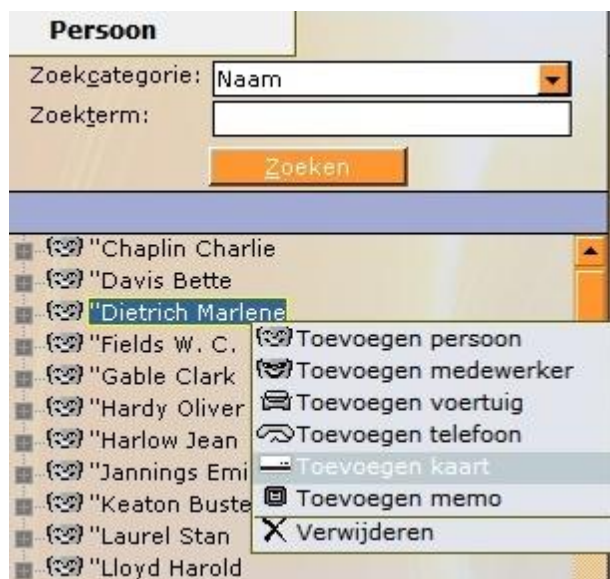 Persoon
Zoekcategorie: Naam
Zoekterm:
Zoeken
"Chaplin Charlie
"Davis Bette
"Dietrich Marlene
"Fields W. C.
"Gable Clark
"Hardy Oliver
"Harlow Jean
"Jannings Emi
"Keaton Buste
"Laurel Stan
"Lloyd Harold
Toevoegen persoon
Toevoegen medewerker
Toevoegen voertuig
Toevoegen telefoon
Toevoegen kaart
Toevoegen memo
Verwijderen